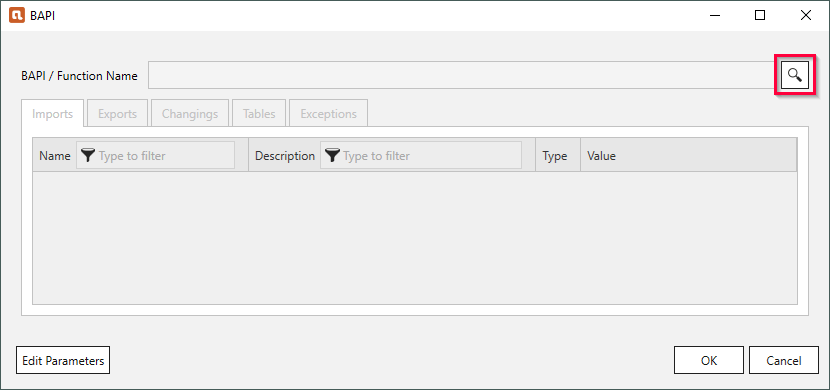 BAPI
BAPI / Function Name
Imports Exports Changings Tables Exceptions
Name Type to filter Description Type to filter Type Value
Edit Parameters OK Cancel